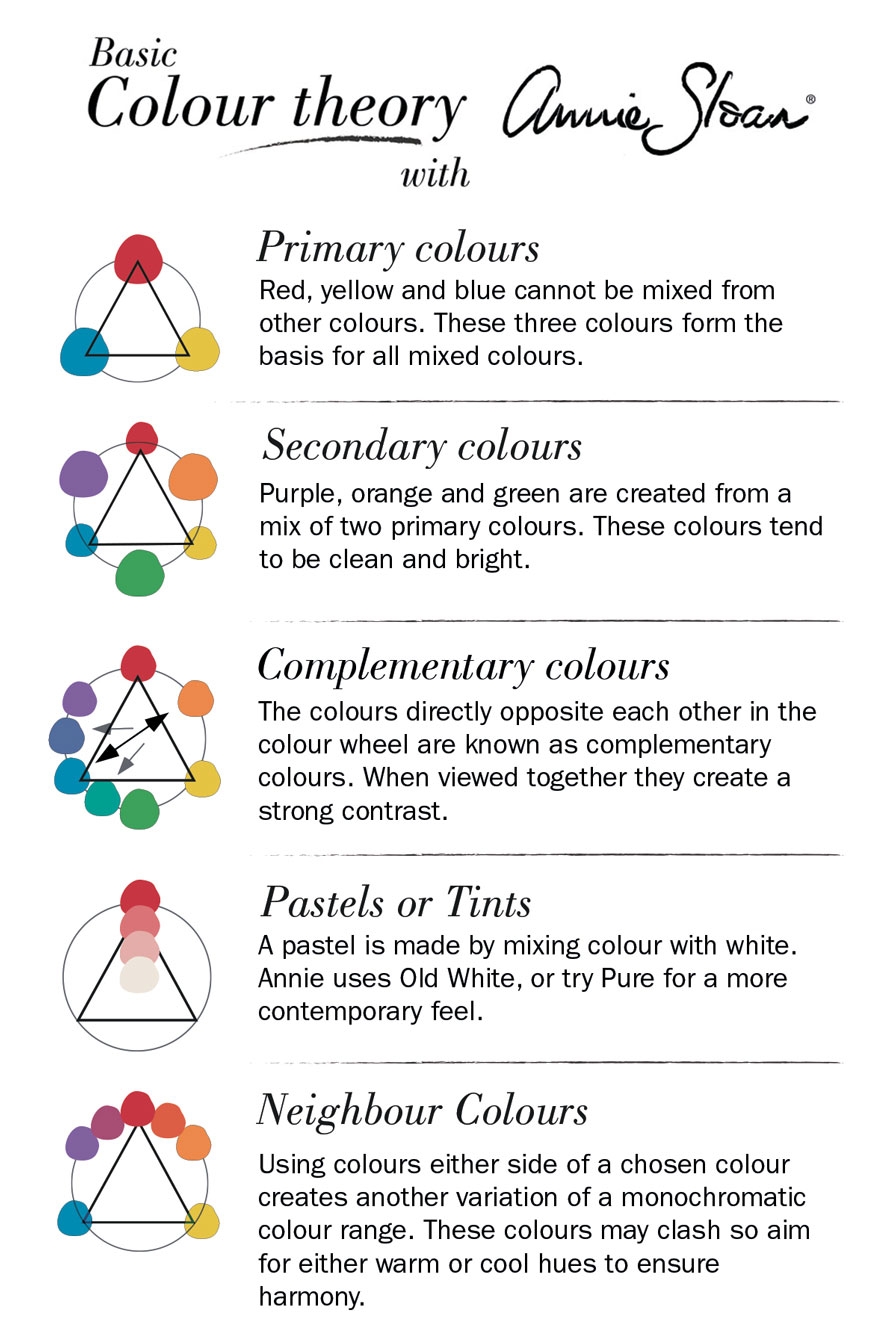 Basic
Colour theory
with
Annie Sloan®
Primary colours
Red, yellow and blue cannot be mixed from
other colours. These three colours form the
basis for all mixed colours.
Secondary colours
Purple, orange and green are created from a
mix of two primary colours. These colours tend
to be clean and bright.
Complementary colours
The colours directly opposite each other in the
colour wheel are known as complementary
colours. When viewed together they create a
strong contrast.
Pastels or Tints
A pastel is made by mixing colour with white.
Annie uses Old White, or try Pure for a more
contemporary feel.
Neighbour Colours
Using colours either side of a chosen colour
creates another variation of a monochromatic
colour range. These colours may clash so aim
for either warm or cool hues to ensure
harmony.